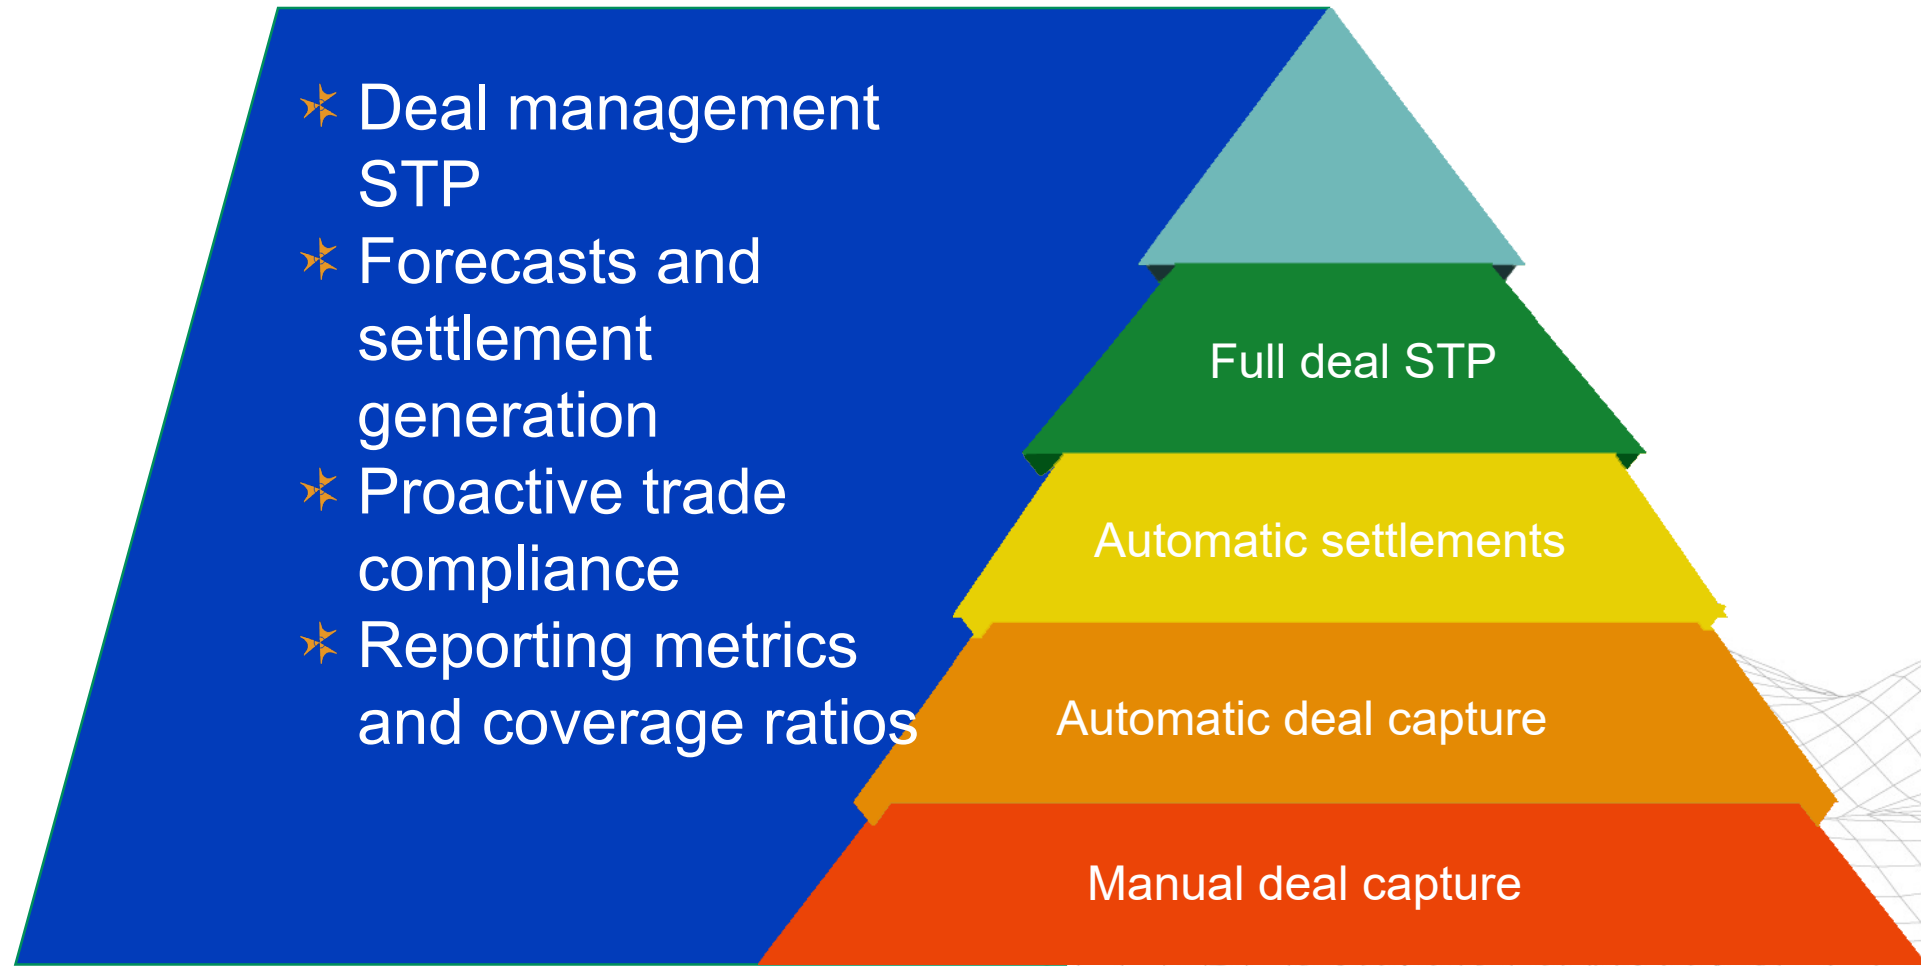 Deal management
STP
Forecasts and
settlement
generation
Proactive trade
compliance
Reporting metrics
and coverage ratios
Full deal STP
Automatic settlements
Automatic deal capture
Manual deal capture